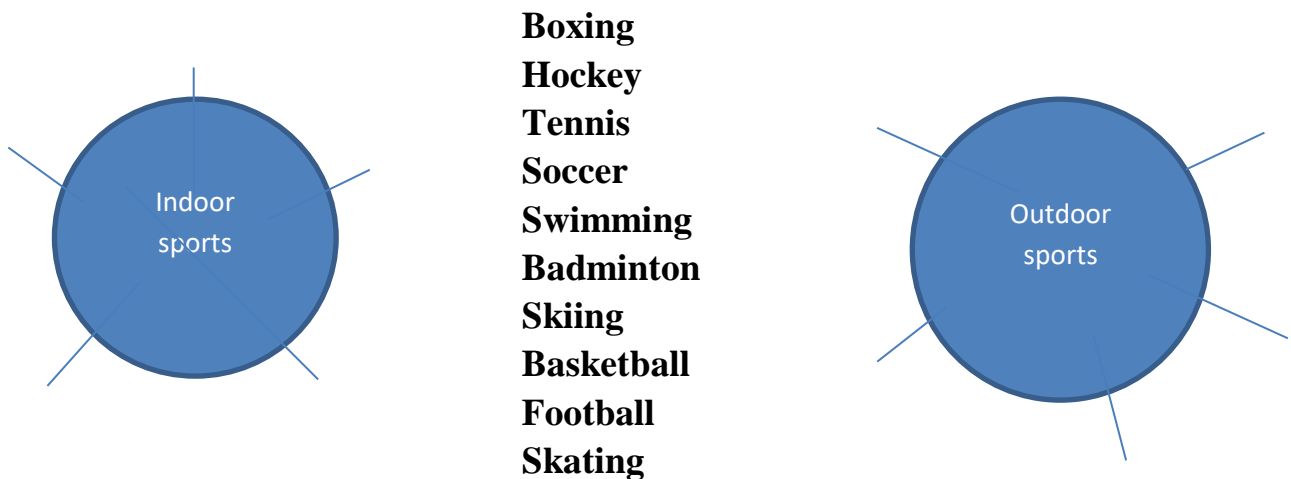 Boxing
Hockey
Tennis
Soccer
Swimming
Badminton
Skiing
Basketball
Football
Skating
Indoor
sports
Outdoor
sports